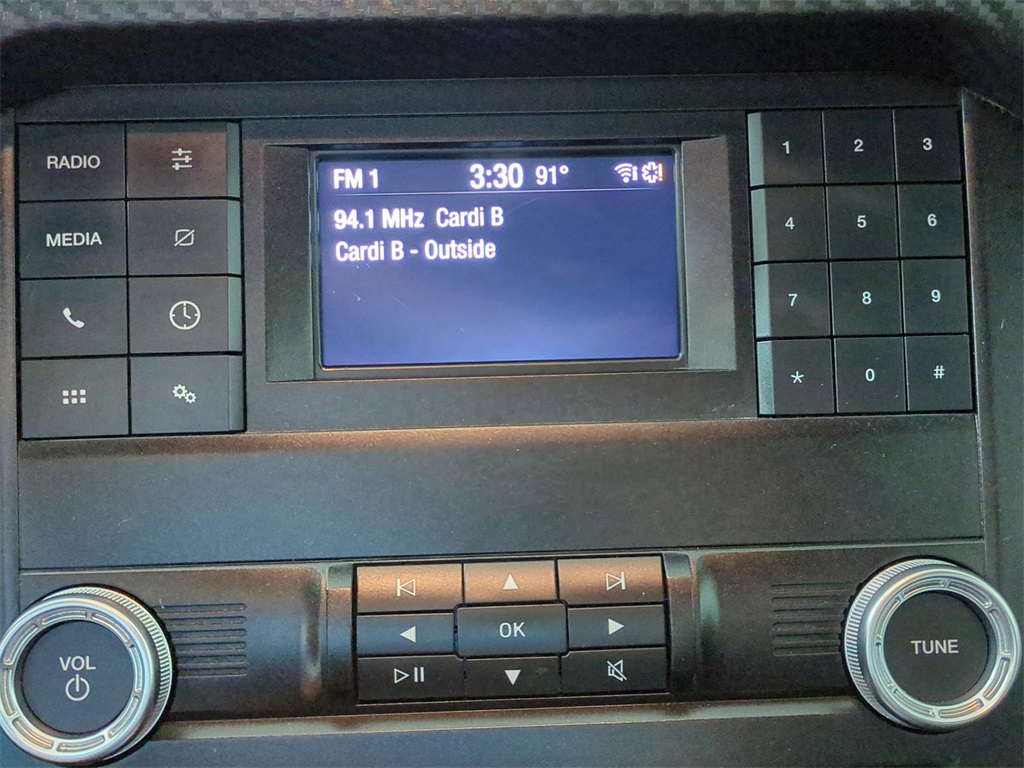 RADIO
MEDIA
FM 1 3:30 91°
94.1 MHz Cardi B
Cardi B - Outside
1 2 3
4 5 6
7 8 9
* 0 #
OK
VOL
TUNE